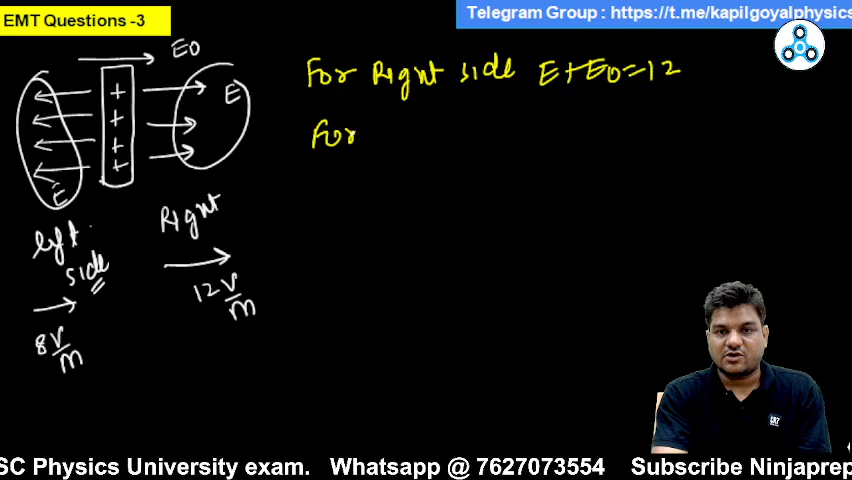 EMT Questions -3
Telegram Group : https://t.me/kapilgoyalphysics
E0
For Right side E+E0=12
For
+
+
+
+
E
E
left side
Right
8 V/m
12 V/m
SC Physics University exam. Whatsapp @ 7627073554 Subscribe Ninjaprep